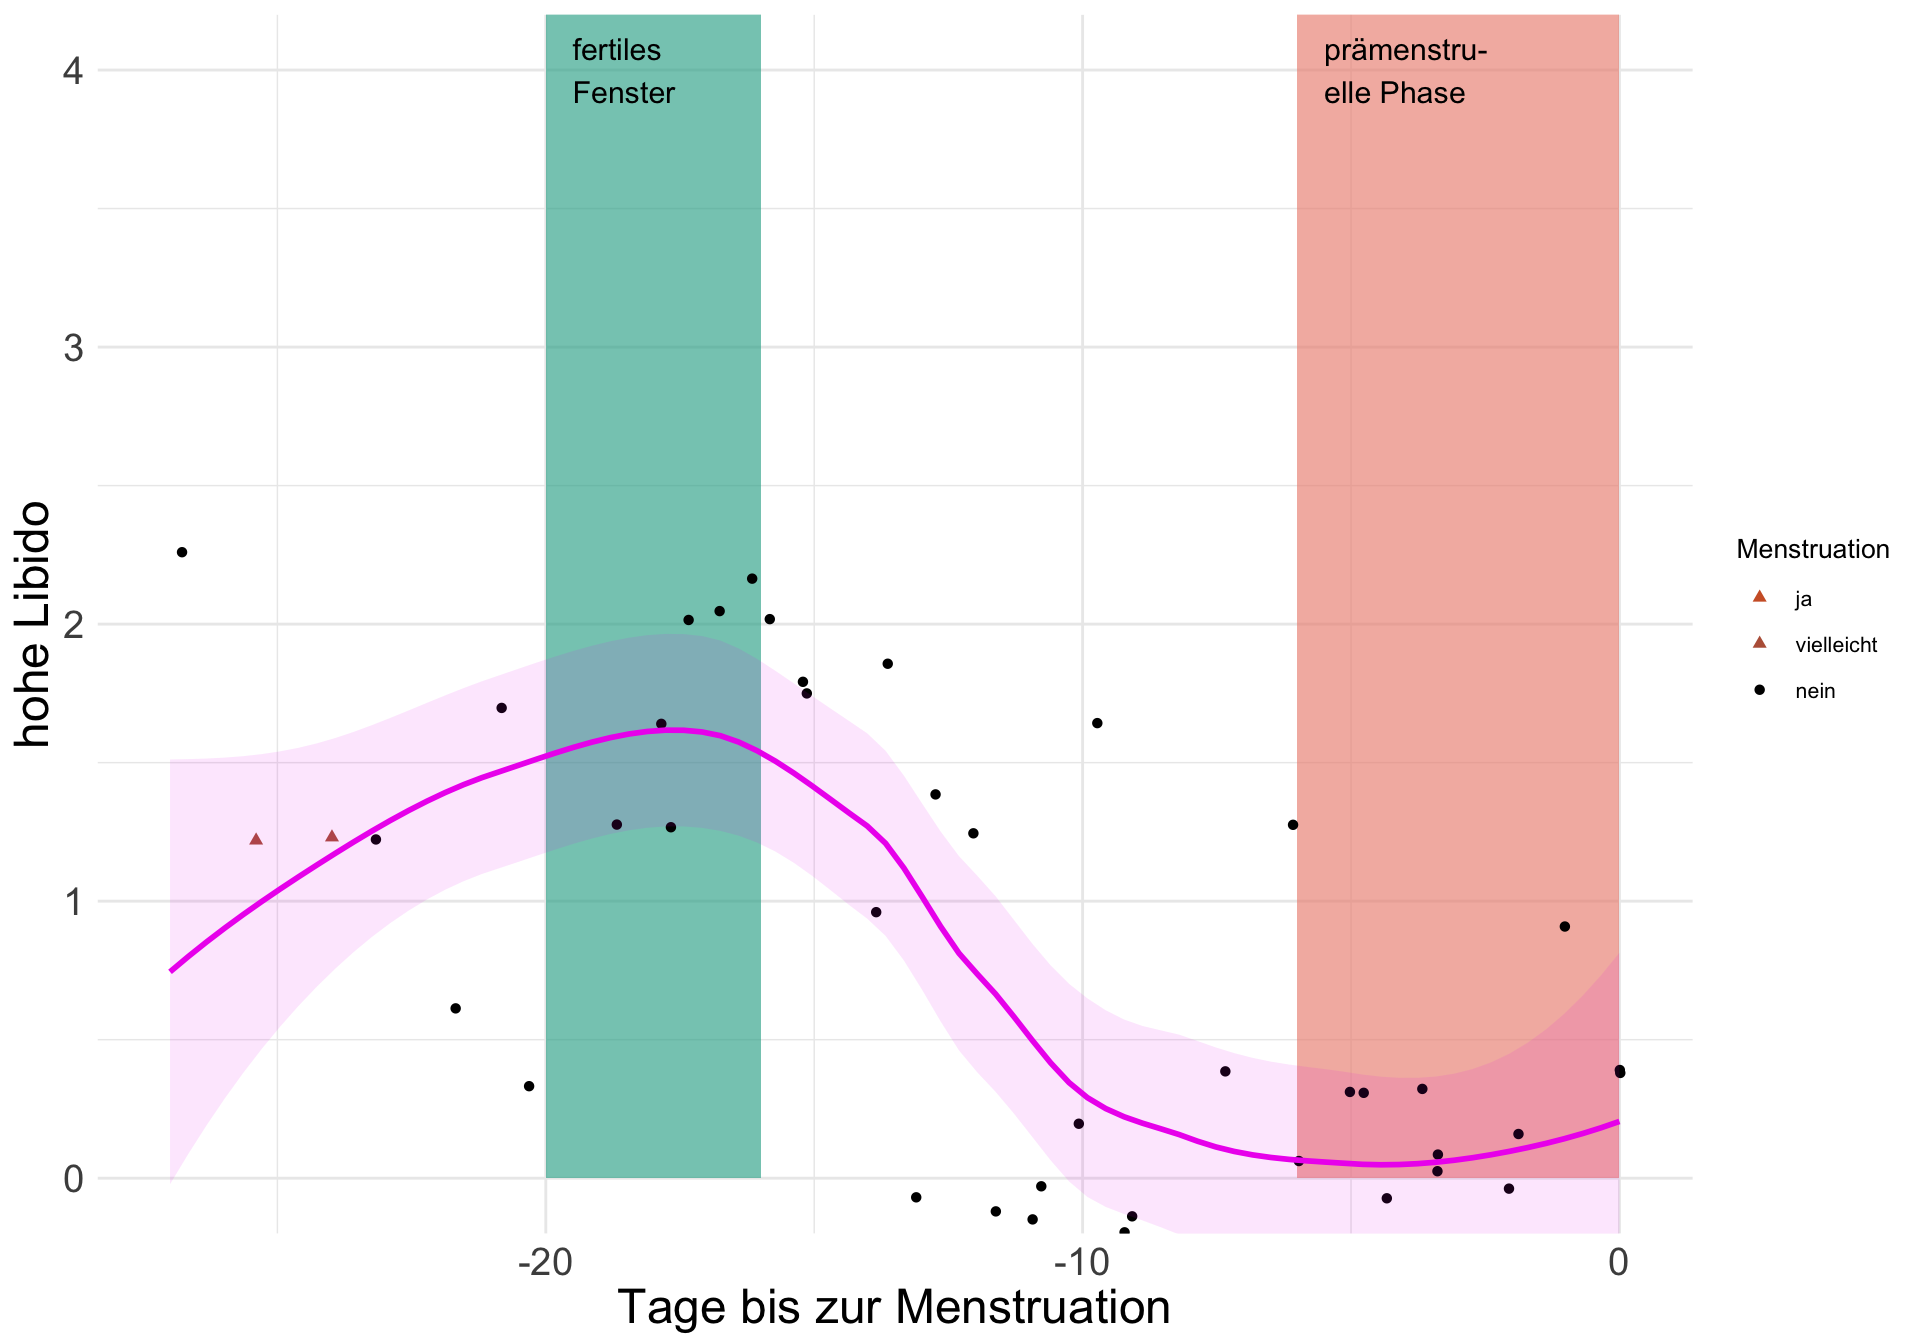 fertiles
Fenster
prämenstru-
elle Phase
4
3
2
1
0
hohe Libido
-20
-10
0
Tage bis zur Menstruation
Menstruation
ja
vielleicht
nein